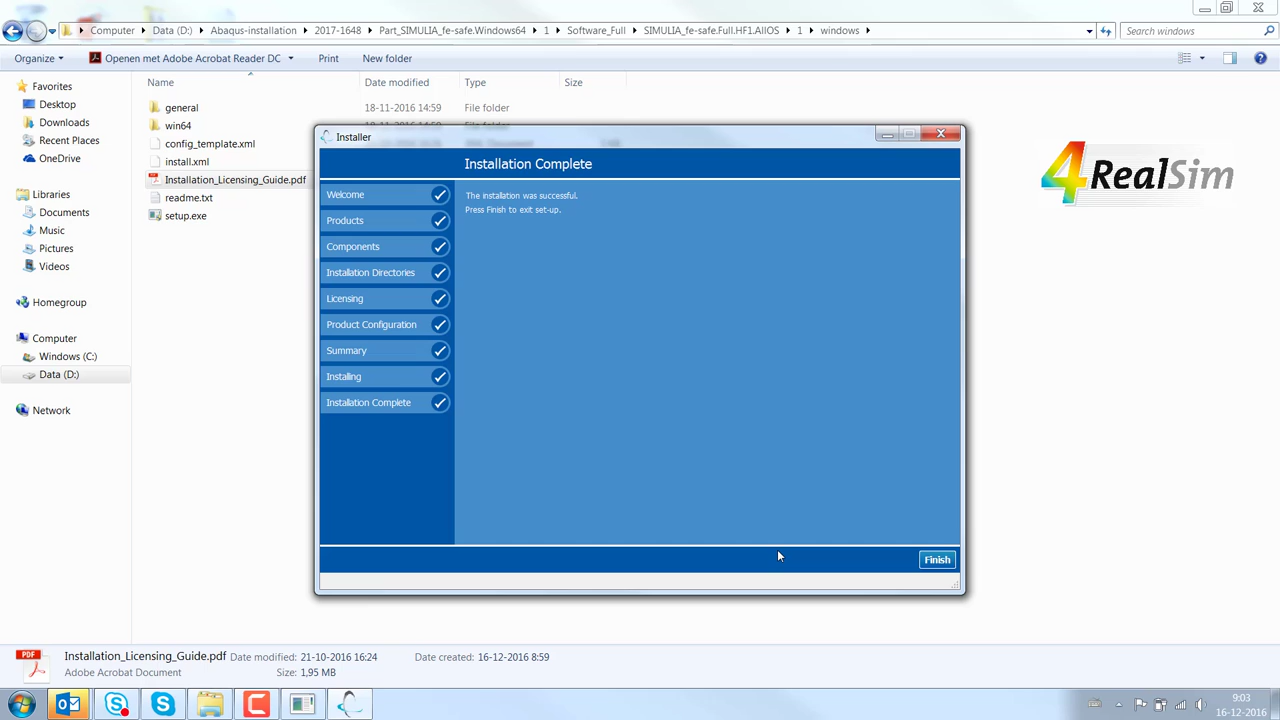 Computer ▸ Data (D:) ▸ Abaqus-installation ▸ 2017-1648 ▸ Part_SIMULIA_fe-safe.Windows64 ▸ 1 ▸ Software_Full ▸ SIMULIA_fe-safe.Full.HF1.AllOS ▸ 1 ▸ windows ▸
Search windows
Organize
Openen met Adobe Acrobat Reader DC
Print
New folder
Name
Date modified
Type
Size
Favorites
Desktop
Downloads
Recent Places
OneDrive
Libraries
Documents
Music
Pictures
Videos
Homegroup
Computer
Windows (C:)
Data (D:)
Network
general 18-11-2016 14:59 File folder
win64
config_template.xml
install.xml
Installation_Licensing_Guide.pdf
readme.txt
setup.exe
4RealSim
Installer
Installation Complete
Welcome
Products
Components
Installation Directories
Licensing
Product Configuration
Summary
Installing
Installation Complete
The installation was successful.
Press Finish to exit set-up.
Finish
Installation_Licensing_Guide.pdf Date modified: 21-10-2016 16:24 Date created: 16-12-2016 8:59
Adobe Acrobat Document Size: 1,95 MB
PDF
9:03
16-12-2016